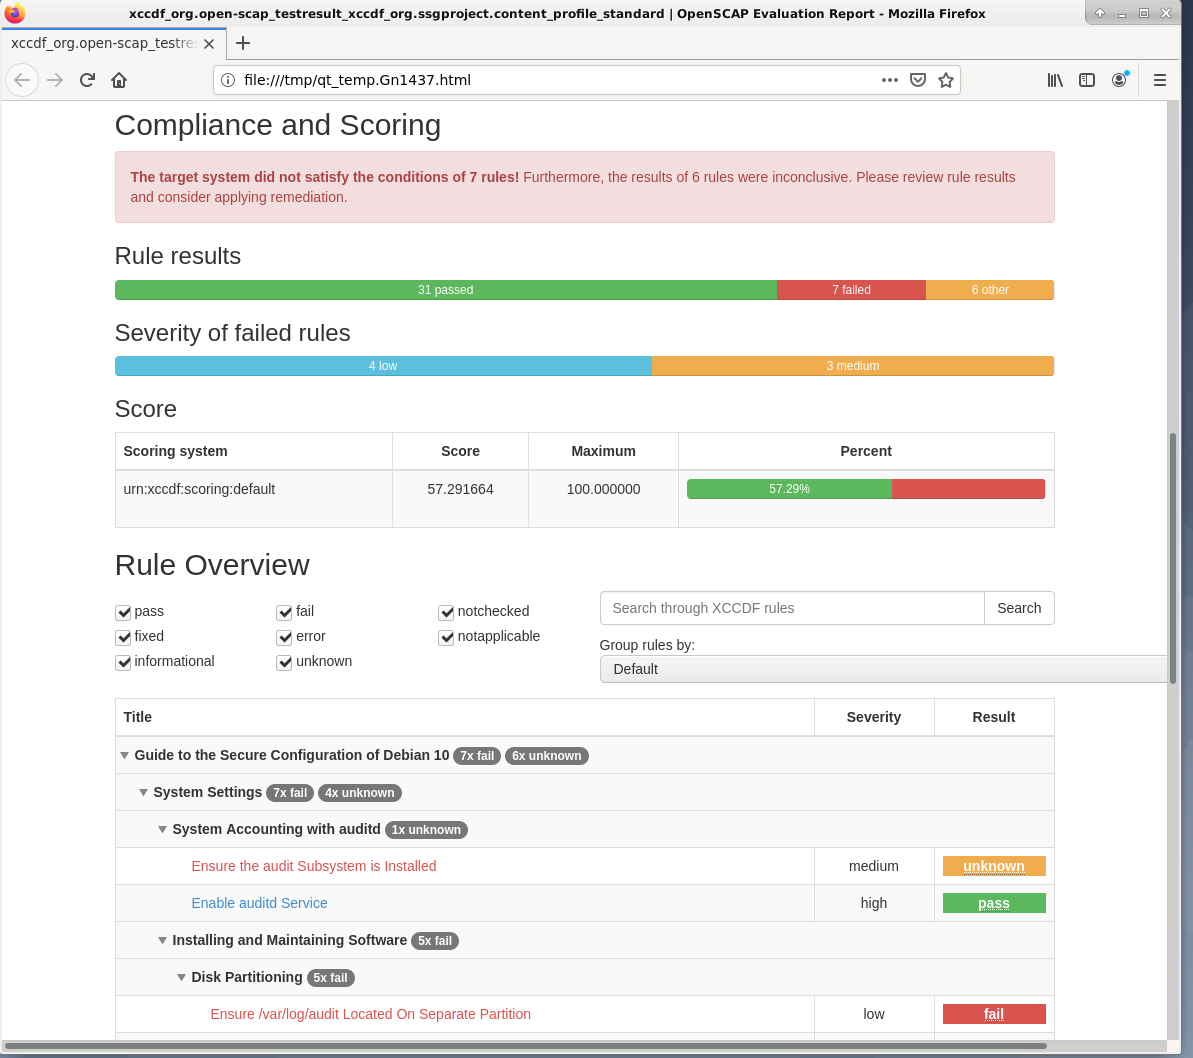 xccdf_org.open-scap_testresult_xccdf_org.ssgproject.content_profile_standard | OpenSCAP Evaluation Report - Mozilla Firefox
xccdf_org.open-scap_testres
file:///tmp/qt_temp.Gn1437.html
Compliance and Scoring
The target system did not satisfy the conditions of 7 rules! Furthermore, the results of 6 rules were inconclusive. Please review rule results
and consider applying remediation.
Rule results
31 passed 7 failed 6 other
Severity of failed rules
4 low 3 medium
Score
Scoring system Score Maximum Percent
urn:xccdf:scoring:default 57.291664 100.000000 57.29%
Rule Overview
pass fail notchecked
fixed error notapplicable
informational unknown
Search through XCCDF rules Search
Group rules by:
Default
Title Severity Result
Guide to the Secure Configuration of Debian 10 7x fail 6x unknown
System Settings 7x fail 4x unknown
System Accounting with auditd 1x unknown
Ensure the audit Subsystem is Installed medium unknown
Enable auditd Service high pass
Installing and Maintaining Software 5x fail
Disk Partitioning 5x fail
Ensure /var/log/audit Located On Separate Partition low fail